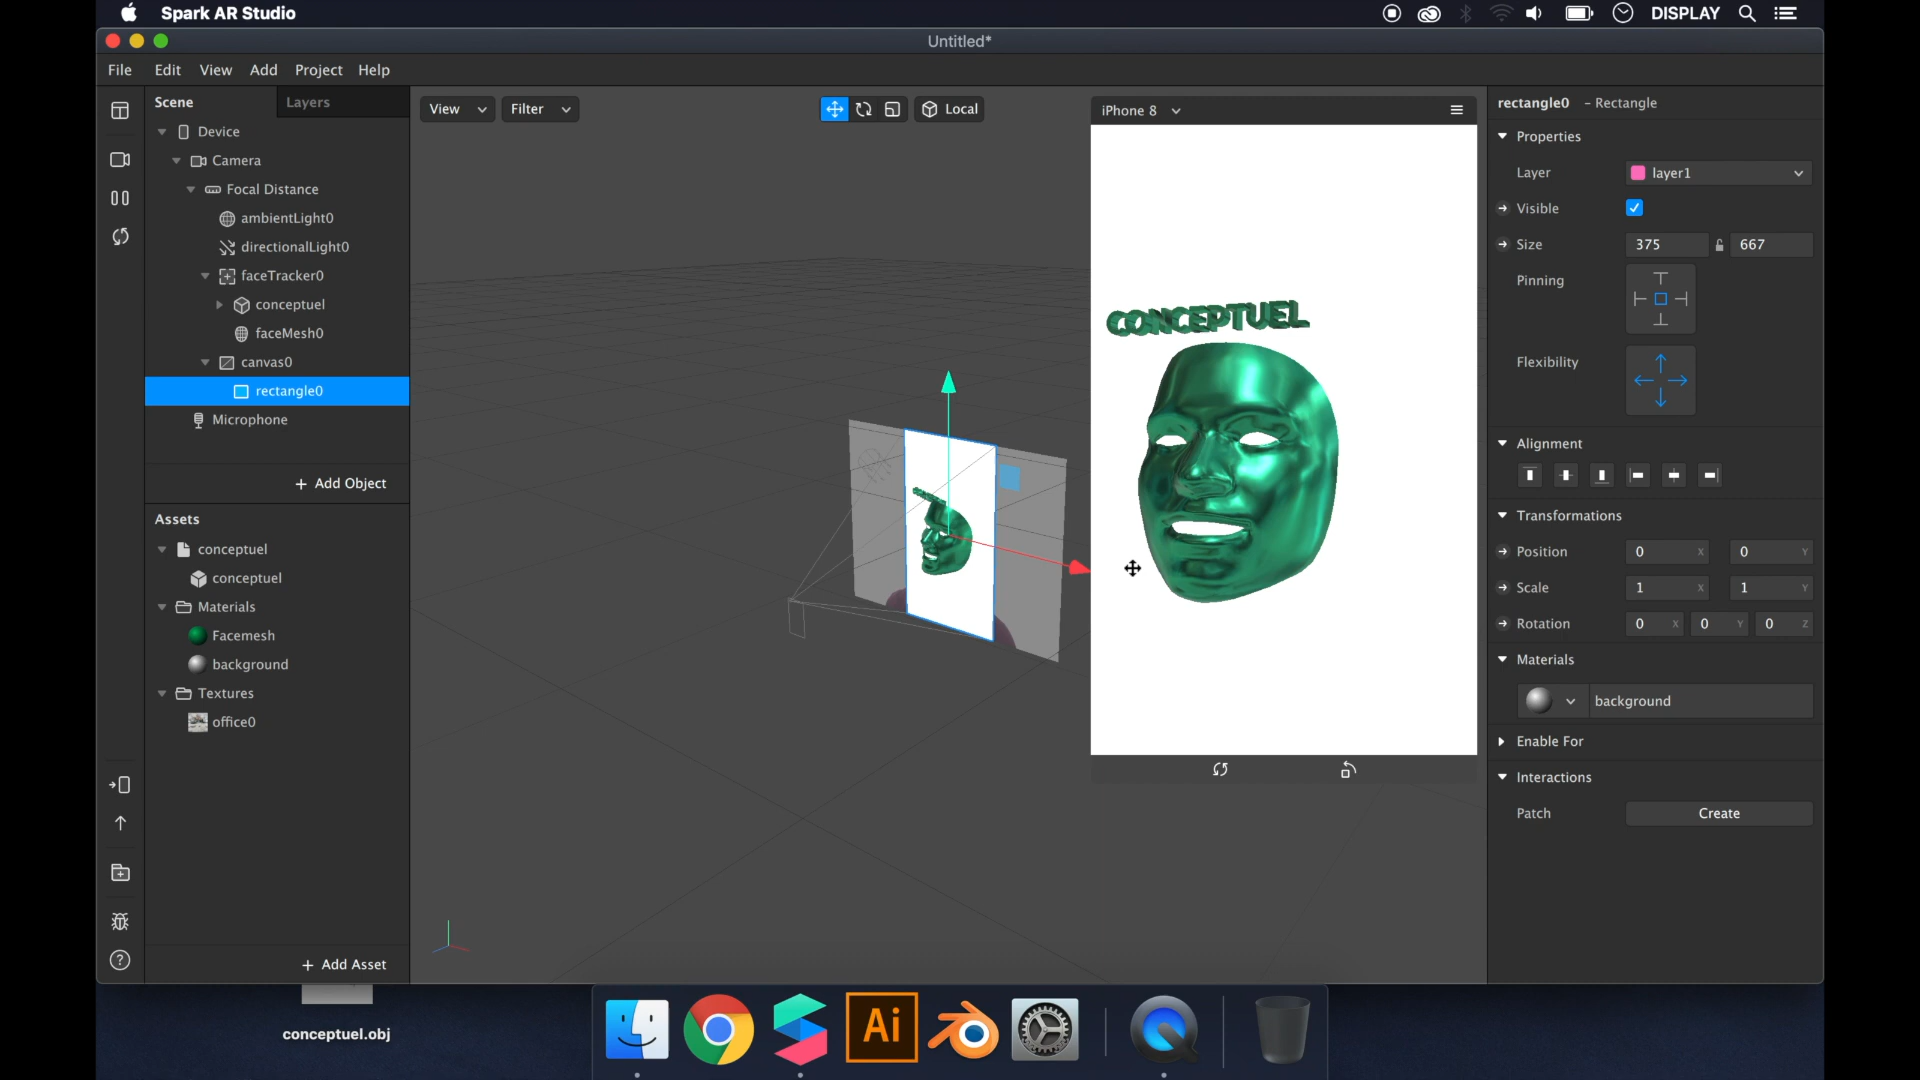 Spark AR Studio
DISPLAY
Untitled*
File Edit View Add Project Help
Scene Layers
Device
Camera
Focal Distance
ambientLight0
directionalLight0
faceTracker0
conceptuel
faceMesh0
canvas0
rectangle0
Microphone
+ Add Object
Assets
conceptuel
conceptuel
Materials
Facemesh
background
Textures
office0
+ Add Asset
View Filter Local
iPhone 8
CONCEPTUEL
rectangle0 – Rectangle
Properties
Layer layer1
Visible
Size 375 667
Pinning
Flexibility
Alignment
Transformations
Position 0 X 0 Y
Scale 1 X 1 Y
Rotation 0 X 0 Y 0 Z
Materials
background
Enable For
Interactions
Patch Create
conceptuel.obj
Ai